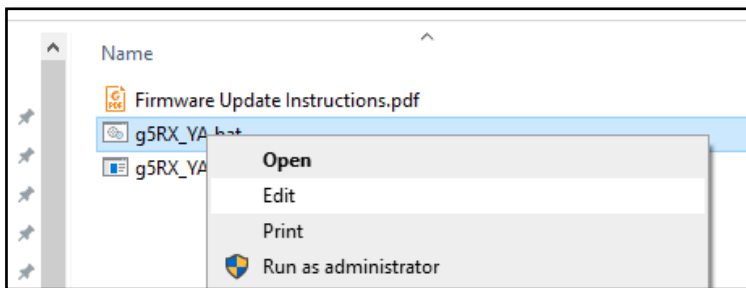 Name
Firmware Update Instructions.pdf
g5RX_YA.bat
Open
g5RX_YA
Edit
Print
Run as administrator